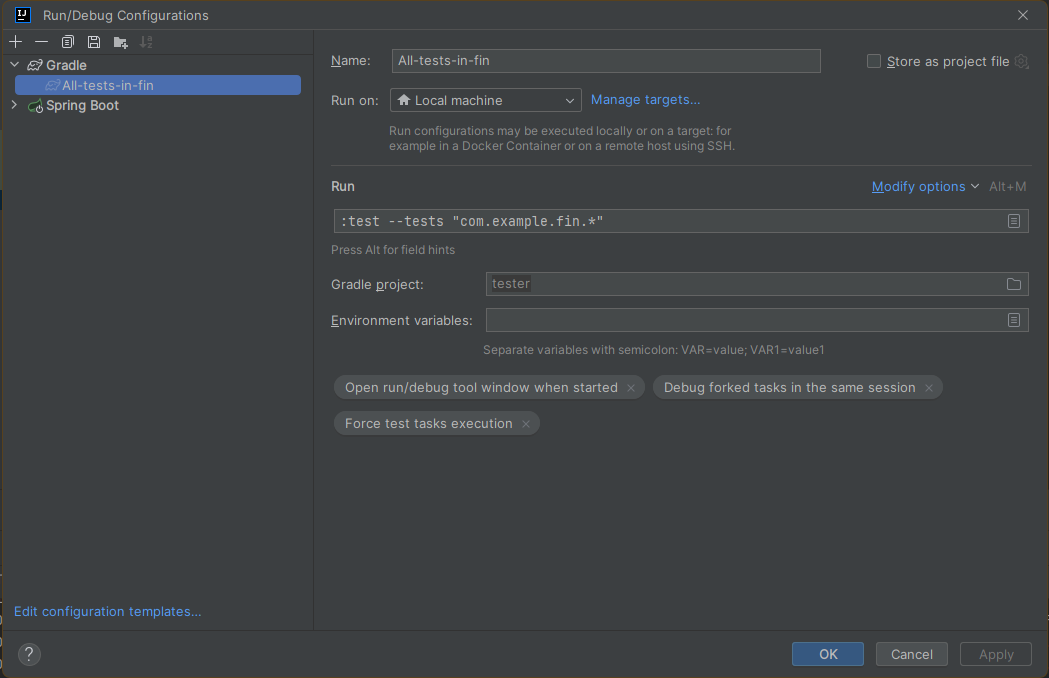 Run/Debug Configurations
Gradle
All-tests-in-fin
Spring Boot
Edit configuration templates...
Name: All-tests-in-fin Store as project file
Run on: Local machine Manage targets...
Run configurations may be executed locally or on a target: for
example in a Docker Container or on a remote host using SSH.
Run Modify options Alt+M
:test --tests "com.example.fin.*"
Press Alt for field hints
Gradle project: tester
Environment variables:
Separate variables with semicolon: VAR=value; VAR1=value1
Open run/debug tool window when started × Debug forked tasks in the same session ×
Force test tasks execution ×
? OK Cancel Apply